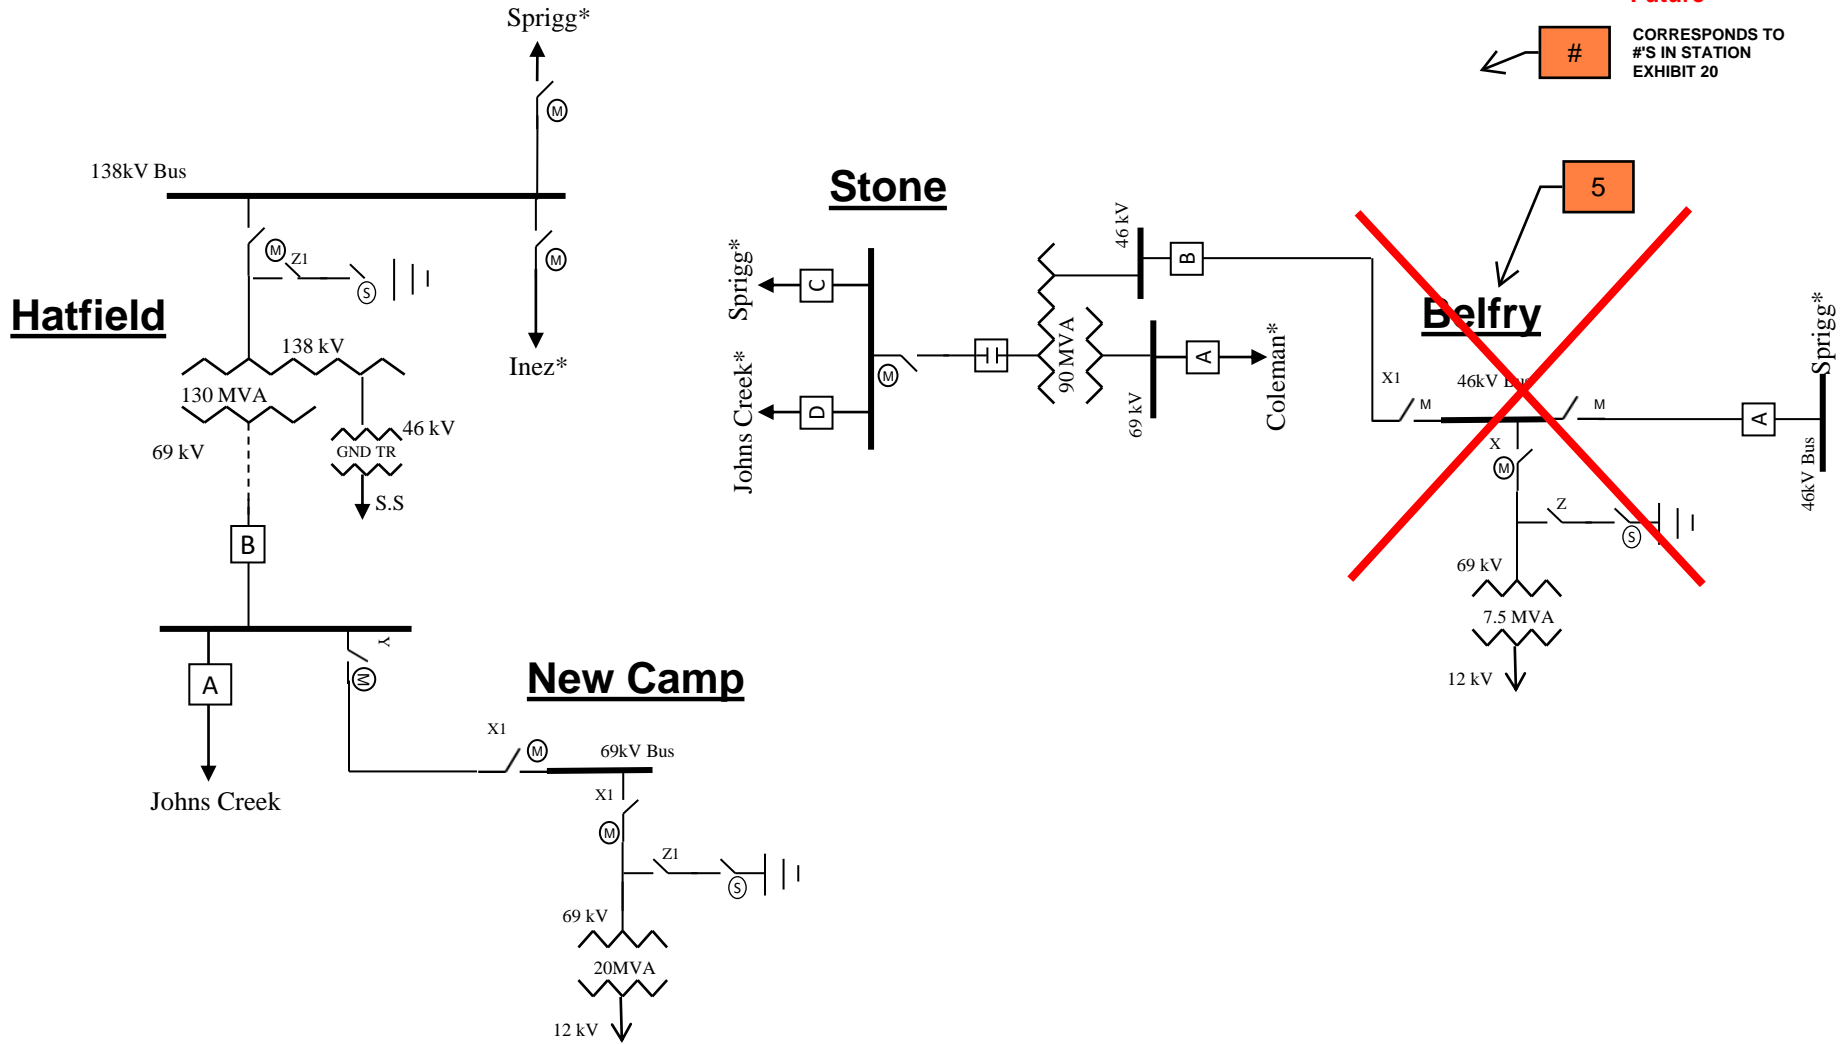 Future
#
CORRESPONDS TO
#'S IN STATION
EXHIBIT 20
Sprigg*
M
138kV Bus
M
Z1
S
M
Inez*
Hatfield
138 kV
130 MVA
69 kV
46 kV
GND TR
S.S
B
A
Y
M
Johns Creek
New Camp
X1
M
69kV Bus
X1
M
Z1
S
69 kV
20MVA
12 kV
Stone
Sprigg*
C
Johns Creek*
D
M
90 MVA
46 kV
B
69 kV
A
Coleman*
5
Belfry
X1
M
46kV Bus
M
A
Sprigg*
46kV Bus
X
M
Z
S
69 kV
7.5 MVA
12 kV